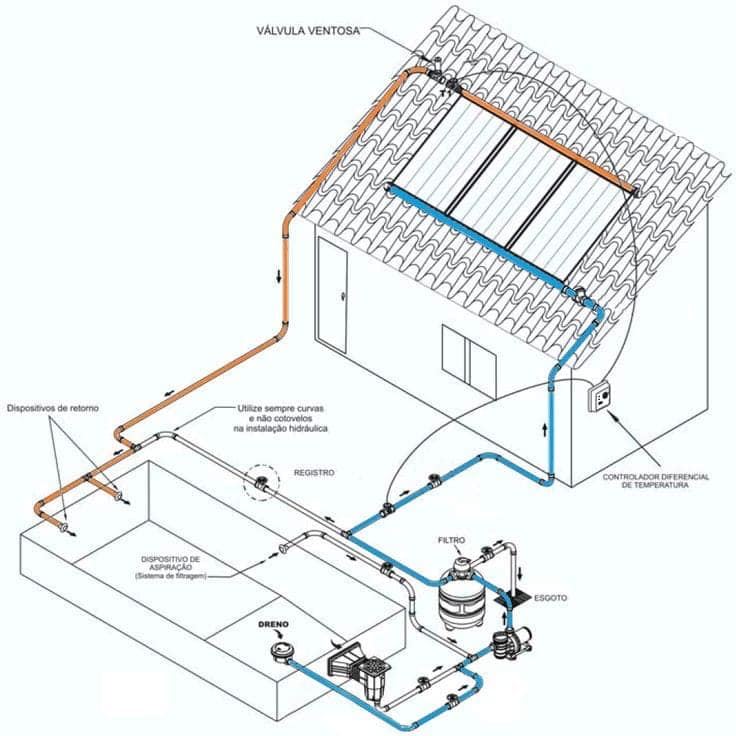 VÁLVULA VENTOSA
Dispositivos de retorno
Utilize sempre curvas
e não cotovelos
na instalação hidráulica
REGISTRO
CONTROLADOR DIFERENCIAL
DE TEMPERATURA
DISPOSITIVO DE
ASPIRAÇÃO
(Sistema de filtragem)
FILTRO
ESGOTO
DRENO